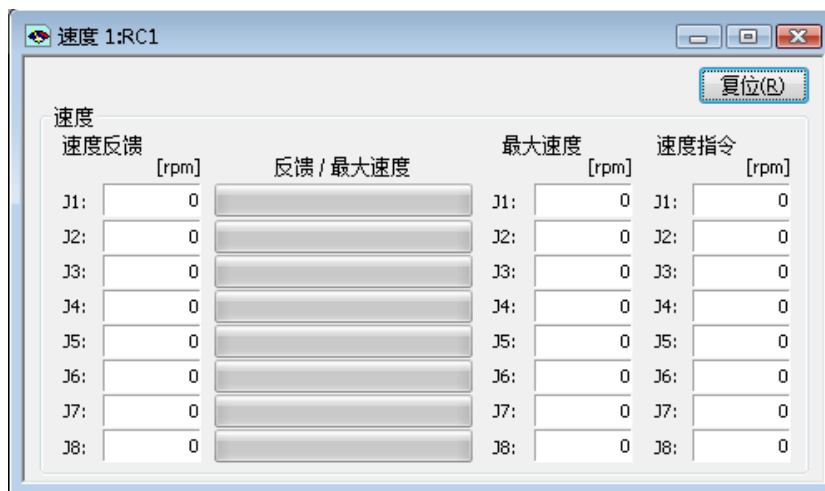 速度 1:RC1
复位(R)
速度
速度反馈 最大速度 速度指令
[rpm] 反馈 / 最大速度 [rpm] [rpm]
J1: 0 J1: 0 J1: 0
J2: 0 J2: 0 J2: 0
J3: 0 J3: 0 J3: 0
J4: 0 J4: 0 J4: 0
J5: 0 J5: 0 J5: 0
J6: 0 J6: 0 J6: 0
J7: 0 J7: 0 J7: 0
J8: 0 J8: 0 J8: 0